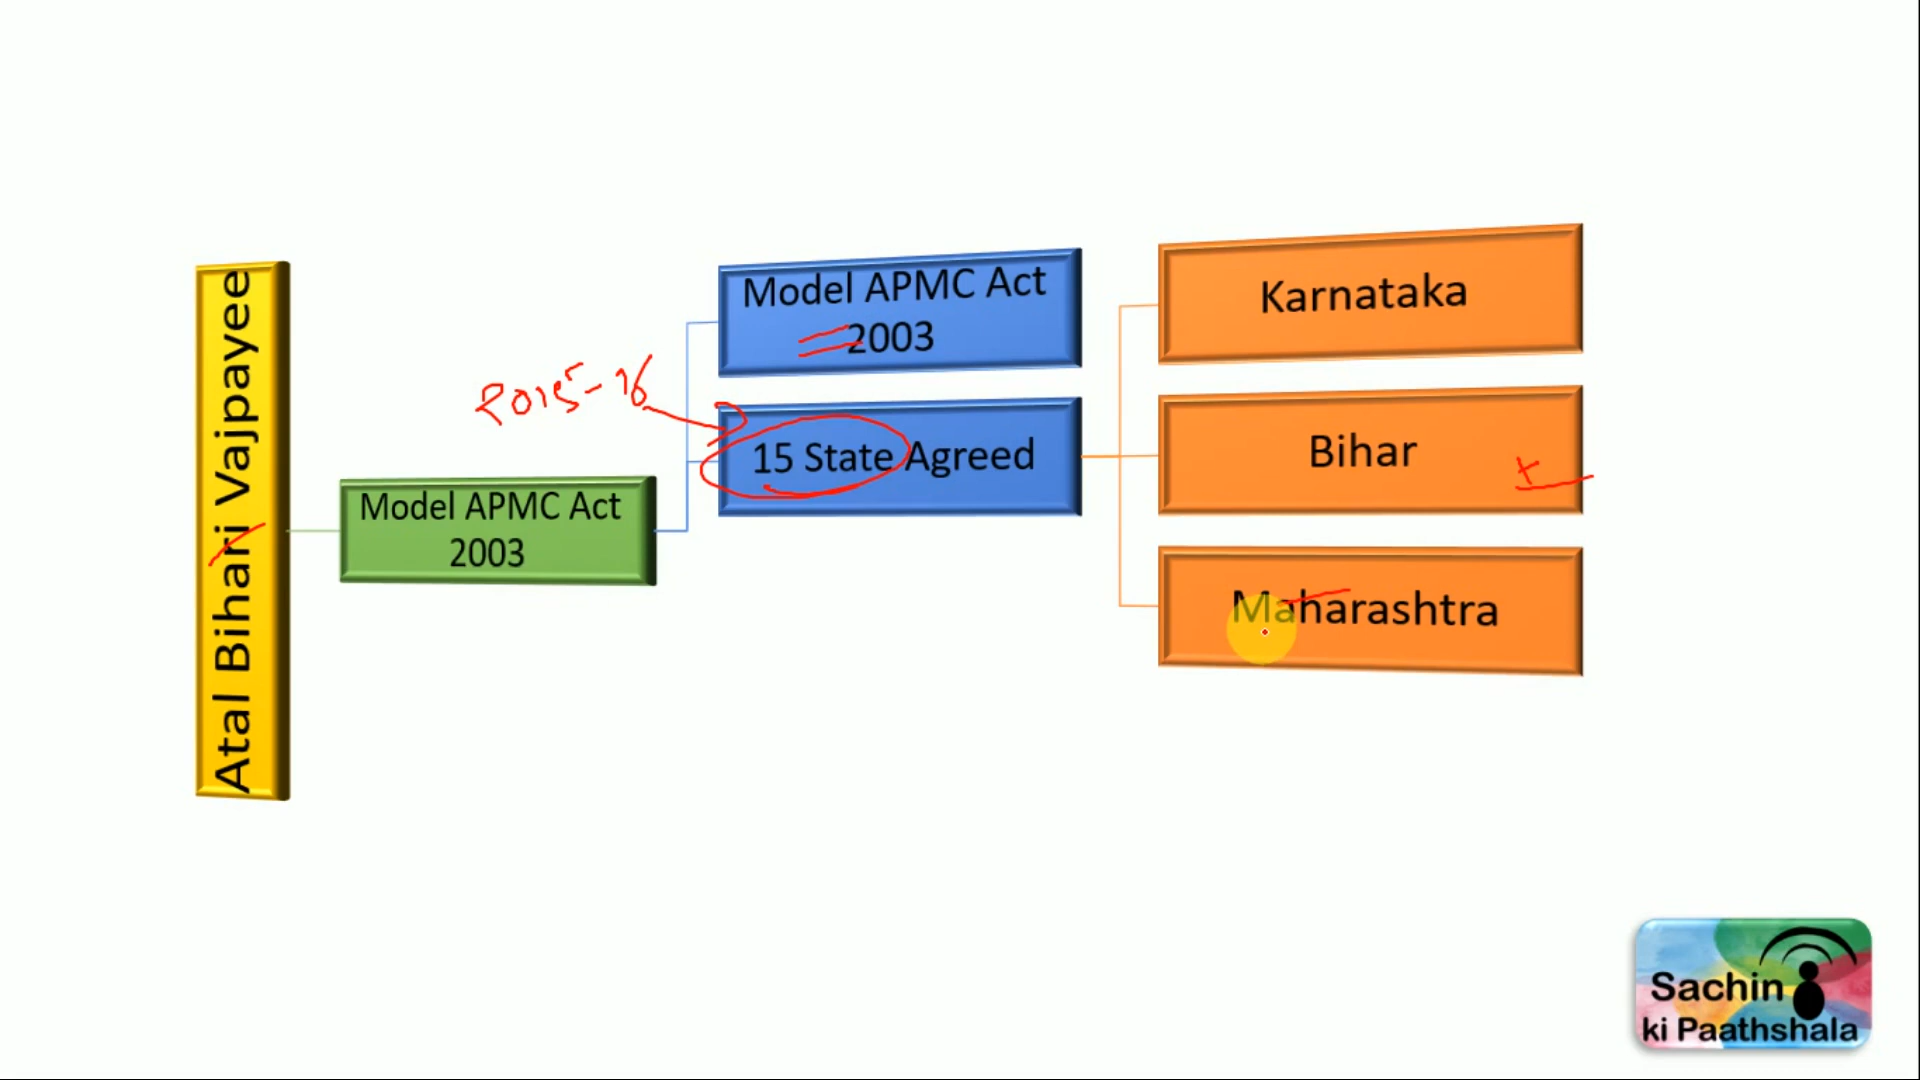 Atal Bihari Vajpayee
Model APMC Act
2003
Model APMC Act
2003
2015-16
15 State Agreed
Karnataka
Bihar
Maharashtra
Sachin
ki Paathshala